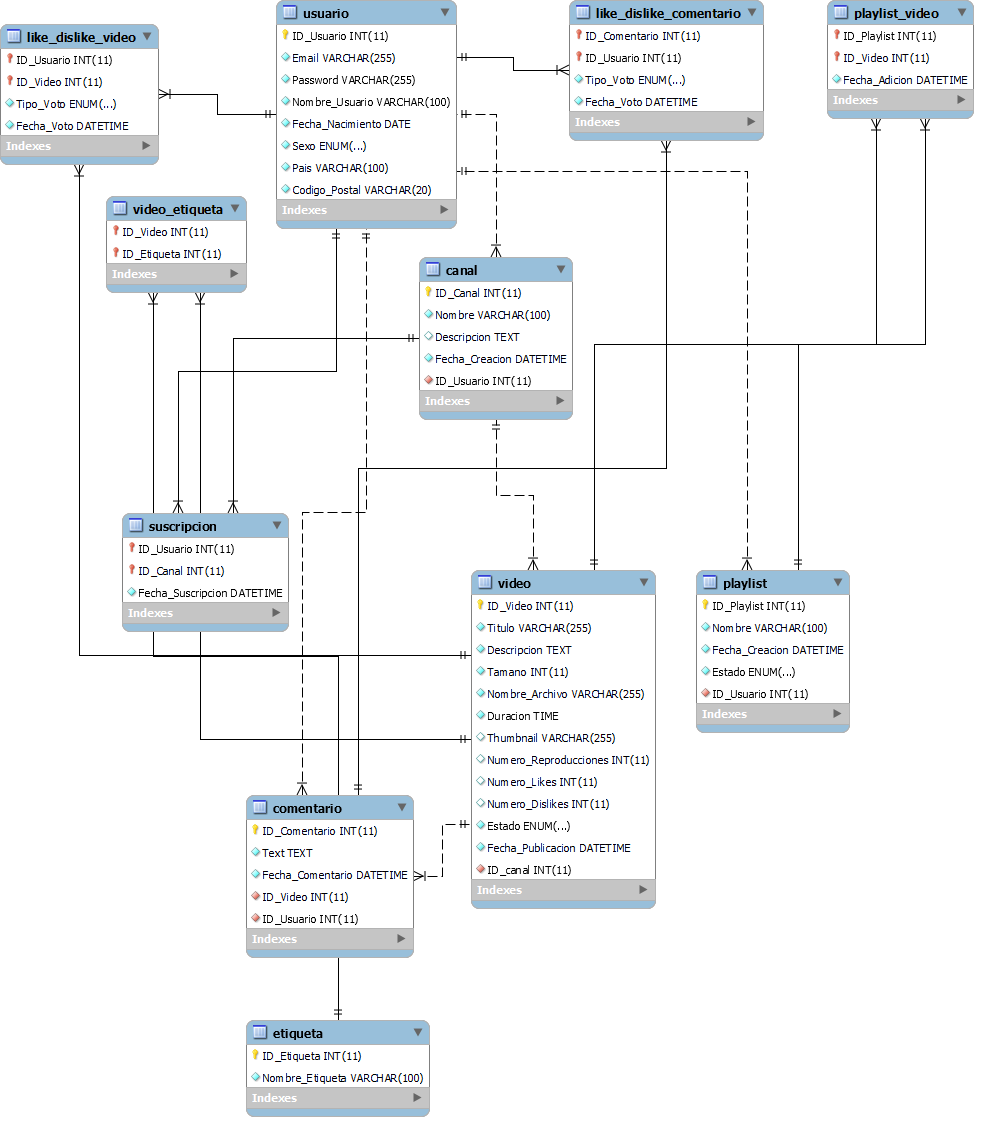 like_dislike_video
ID_Usuario INT(11)
ID_Video INT(11)
Tipo_Voto ENUM(...)
Fecha_Voto DATETIME
Indexes
usuario
ID_Usuario INT(11)
Email VARCHAR(255)
Password VARCHAR(255)
Nombre_Usuario VARCHAR(100)
Fecha_Nacimiento DATE
Sexo ENUM(...)
Pais VARCHAR(100)
Codigo_Postal VARCHAR(20)
Indexes
like_dislike_comentario
ID_Comentario INT(11)
ID_Usuario INT(11)
Tipo_Voto ENUM(...)
Fecha_Voto DATETIME
Indexes
playlist_video
ID_Playlist INT(11)
ID_Video INT(11)
Fecha_Adicion DATETIME
Indexes
video_etiqueta
ID_Video INT(11)
ID_Etiqueta INT(11)
Indexes
canal
ID_Canal INT(11)
Nombre VARCHAR(100)
Descripcion TEXT
Fecha_Creacion DATETIME
ID_Usuario INT(11)
Indexes
suscripcion
ID_Usuario INT(11)
ID_Canal INT(11)
Fecha_Suscripcion DATETIME
Indexes
video
ID_Video INT(11)
Titulo VARCHAR(255)
Descripcion TEXT
Tamano INT(11)
Nombre_Archivo VARCHAR(255)
Duracion TIME
Thumbnail VARCHAR(255)
Numero_Reproducciones INT(11)
Numero_Likes INT(11)
Numero_Dislikes INT(11)
Estado ENUM(...)
Fecha_Publicacion DATETIME
ID_canal INT(11)
Indexes
playlist
ID_Playlist INT(11)
Nombre VARCHAR(100)
Fecha_Creacion DATETIME
Estado ENUM(...)
ID_Usuario INT(11)
Indexes
comentario
ID_Comentario INT(11)
Text TEXT
Fecha_Comentario DATETIME
ID_Video INT(11)
ID_Usuario INT(11)
Indexes
etiqueta
ID_Etiqueta INT(11)
Nombre_Etiqueta VARCHAR(100)
Indexes